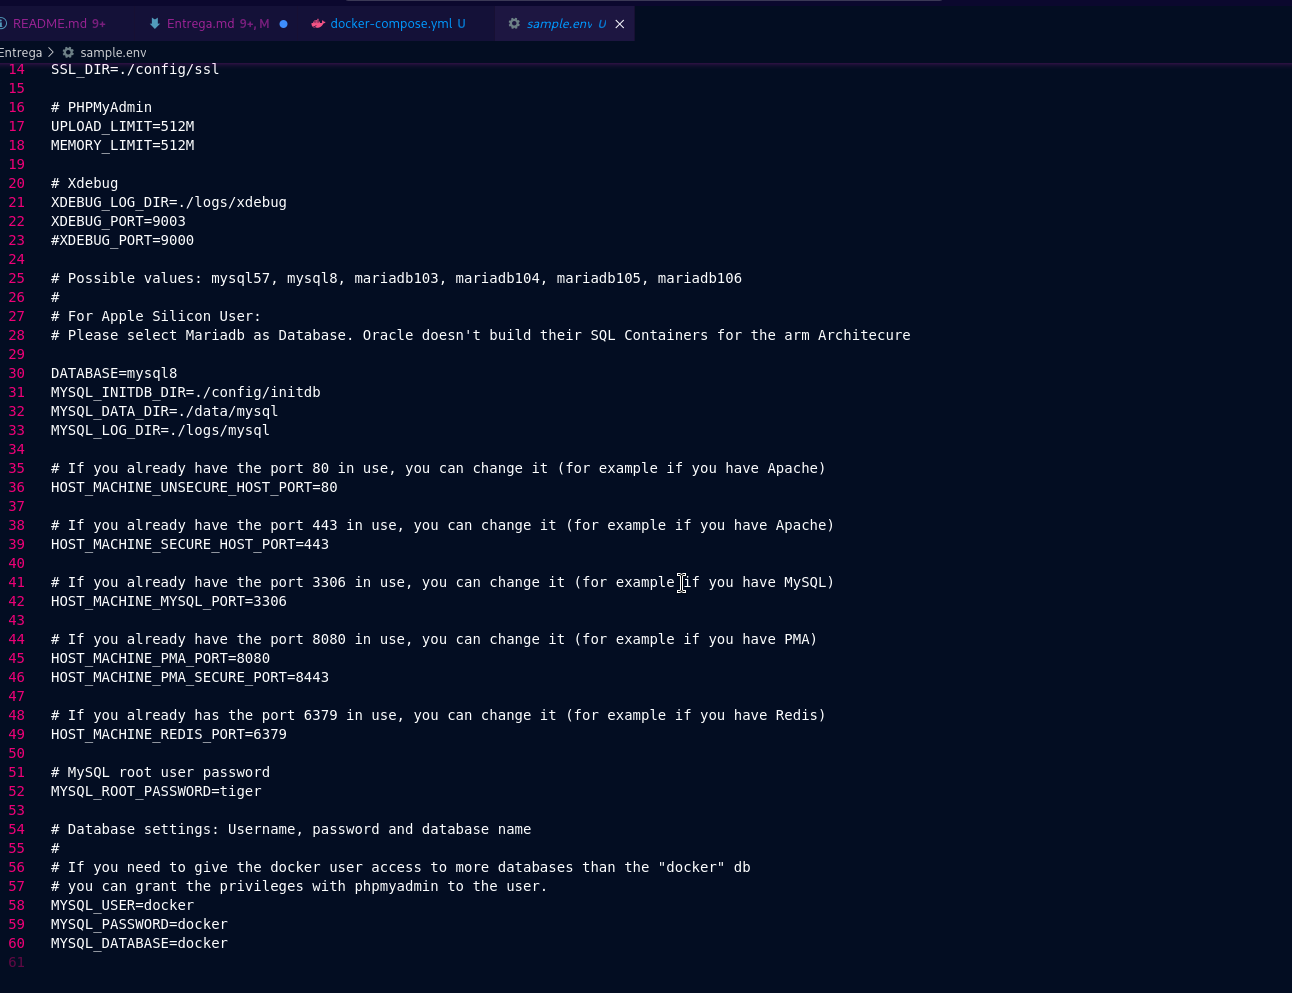 README.md 9+ Entrega.md 9+, M docker-compose.yml U sample.env U
Entrega > sample.env
14 SSL_DIR=./config/ssl
15
16 # PHPMyAdmin
17 UPLOAD_LIMIT=512M
18 MEMORY_LIMIT=512M
19
20 # Xdebug
21 XDEBUG_LOG_DIR=./logs/xdebug
22 XDEBUG_PORT=9003
23 #XDEBUG_PORT=9000
24
25 # Possible values: mysql57, mysql8, mariadb103, mariadb104, mariadb105, mariadb106
26 #
27 # For Apple Silicon User:
28 # Please select Mariadb as Database. Oracle doesn't build their SQL Containers for the arm Architecure
29
30 DATABASE=mysql8
31 MYSQL_INITDB_DIR=./config/initdb
32 MYSQL_DATA_DIR=./data/mysql
33 MYSQL_LOG_DIR=./logs/mysql
34
35 # If you already have the port 80 in use, you can change it (for example if you have Apache)
36 HOST_MACHINE_UNSECURE_HOST_PORT=80
37
38 # If you already have the port 443 in use, you can change it (for example if you have Apache)
39 HOST_MACHINE_SECURE_HOST_PORT=443
40
41 # If you already have the port 3306 in use, you can change it (for example if you have MySQL)
42 HOST_MACHINE_MYSQL_PORT=3306
43
44 # If you already have the port 8080 in use, you can change it (for example if you have PMA)
45 HOST_MACHINE_PMA_PORT=8080
46 HOST_MACHINE_PMA_SECURE_PORT=8443
47
48 # If you already has the port 6379 in use, you can change it (for example if you have Redis)
49 HOST_MACHINE_REDIS_PORT=6379
50
51 # MySQL root user password
52 MYSQL_ROOT_PASSWORD=tiger
53
54 # Database settings: Username, password and database name
55 #
56 # If you need to give the docker user access to more databases than the "docker" db
57 # you can grant the privileges with phpmyadmin to the user.
58 MYSQL_USER=docker
59 MYSQL_PASSWORD=docker
60 MYSQL_DATABASE=docker
61